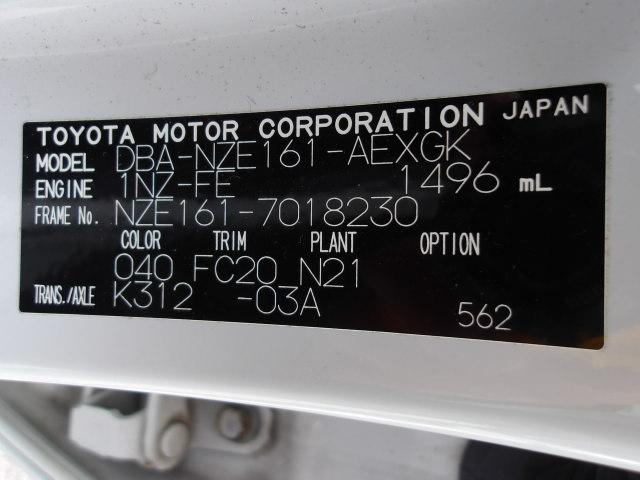 TOYOTA MOTOR CORPORATION JAPAN
MODEL DBA-NZE161-AEXGK
ENGINE 1NZ-FE 1496 mL
FRAME No. NZE161-7018230
COLOR TRIM PLANT OPTION
040 FC20 N21
TRANS./AXLE K312 -03A
562